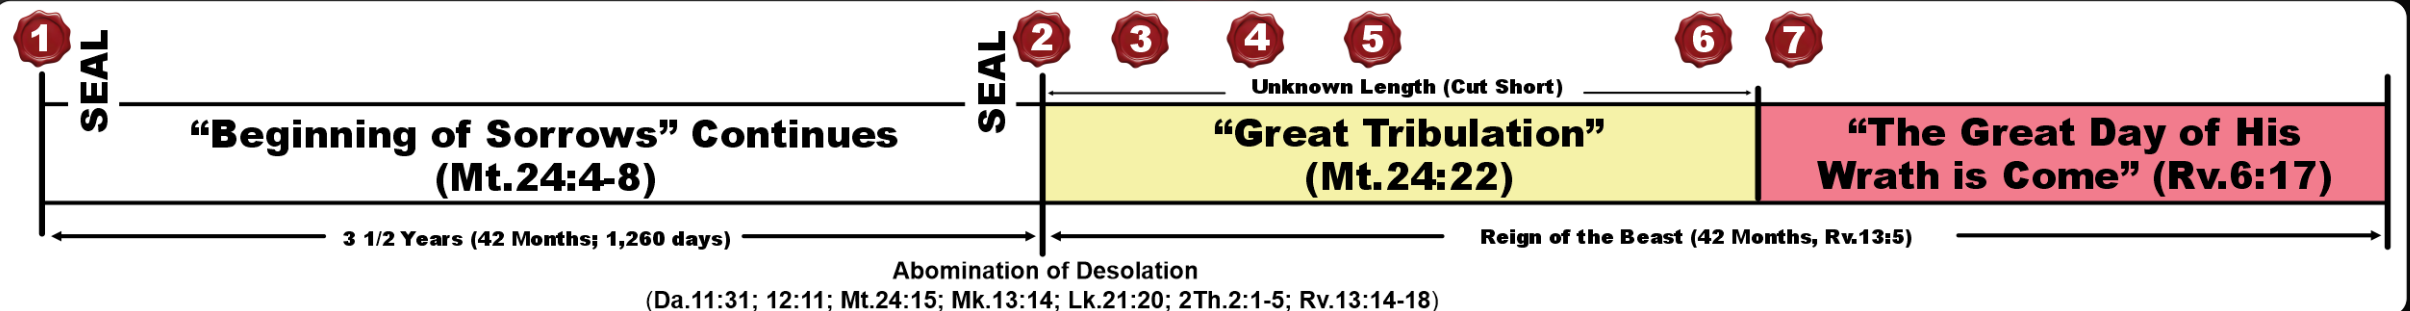 1
SEAL
SEAL
2
3
4
5
6
7
Unknown Length (Cut Short)
“Beginning of Sorrows” Continues
(Mt.24:4-8)
“Great Tribulation”
(Mt.24:22)
“The Great Day of His
Wrath is Come” (Rv.6:17)
3 1/2 Years (42 Months; 1,260 days)
Reign of the Beast (42 Months, Rv.13:5)
Abomination of Desolation
(Da.11:31; 12:11; Mt.24:15; Mk.13:14; Lk.21:20; 2Th.2:1-5; Rv.13:14-18)